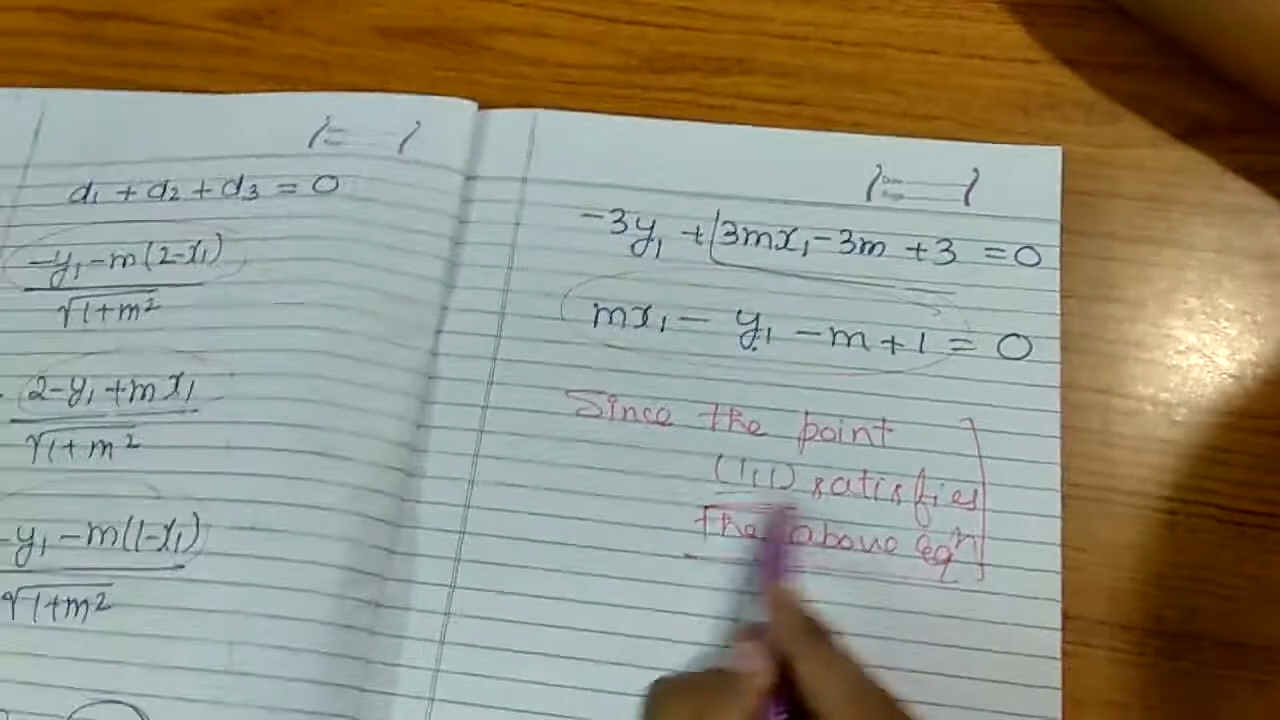 d₁ + d₂ + d₃ = 0
-y₁ - m(2-x₁)
√1+m²
2-y₁ + mx₁
√1+m²
-y₁ - m(1-x₁)
√1+m²
-3y₁ + (3mx₁ - 3m + 3 = 0
mx₁ - y₁ - m + 1 = 0
Since the point
(1,1) satisfies
the above eqⁿ